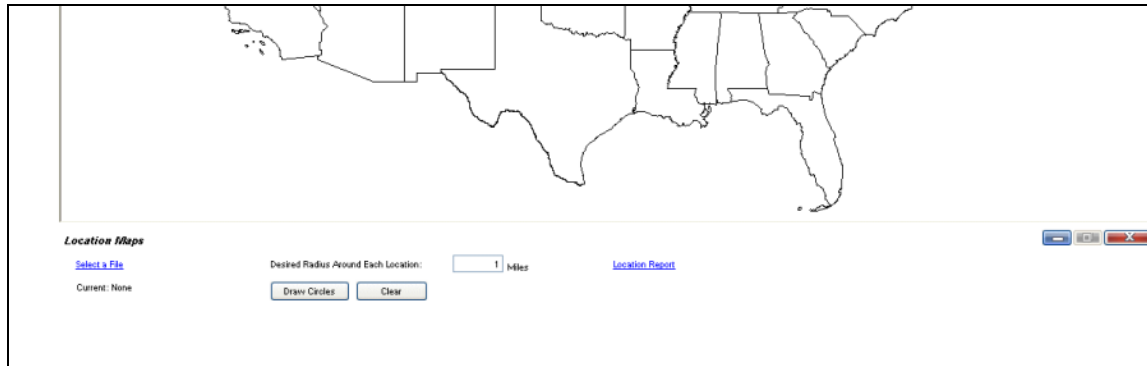 Location Maps
Select a File
Desired Radius Around Each Location: 1 Miles
Location Report
Current: None
Draw Circles
Clear